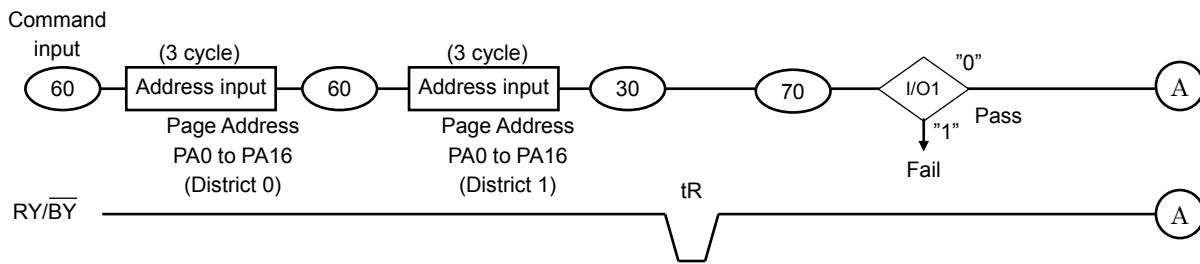 Command
input
(3 cycle)
(3 cycle)
"0"
60
Address input
60
Address input
30
70
I/O1
A
Pass
"1"
Fail
Page Address
PA0 to PA16
(District 0)
Page Address
PA0 to PA16
(District 1)
tR
RY/BY
A